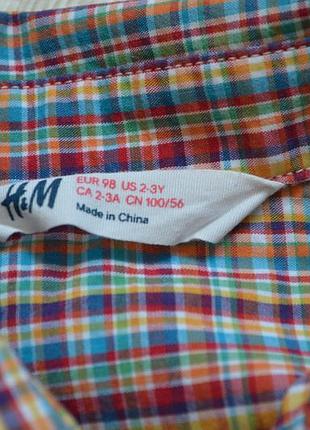 H&M
EUR 98 US 2-3Y
CA 2-3A CN 100/56
Made in China